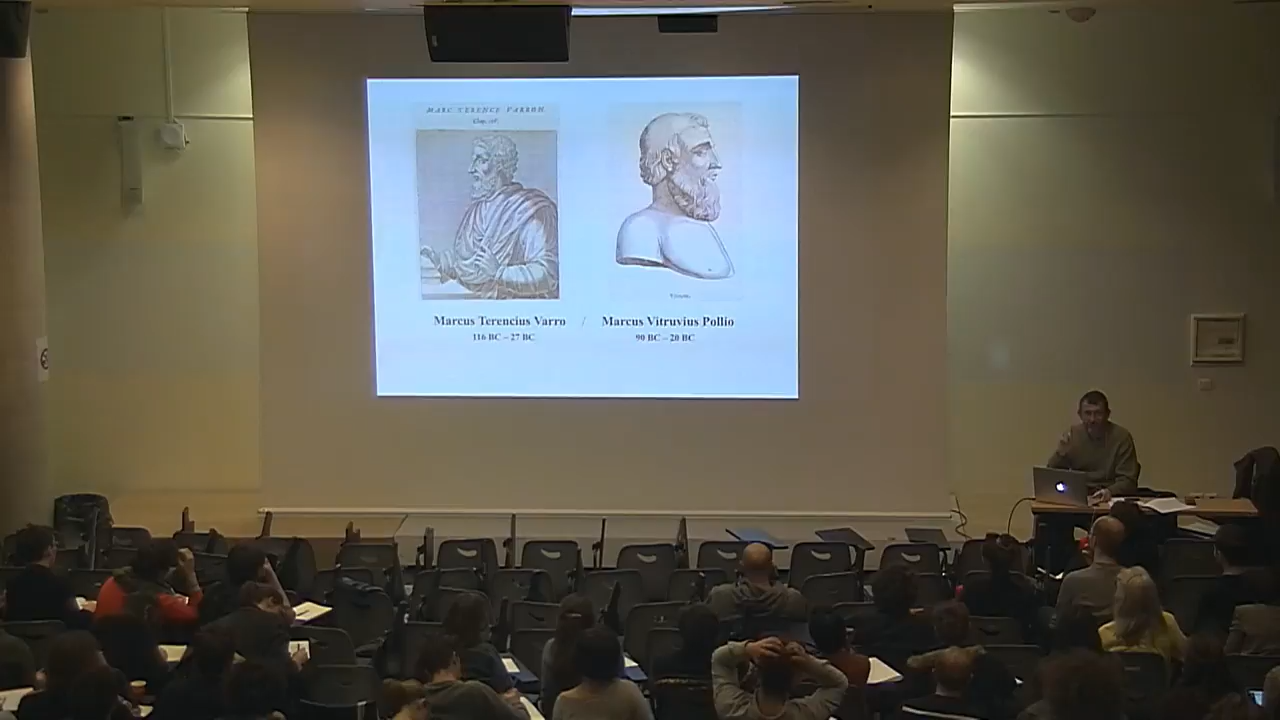 MARC TERENCE VARRON.
Marcus Terencius Varro / Marcus Vitruvius Pollio
116 BC – 27 BC 90 BC – 20 BC